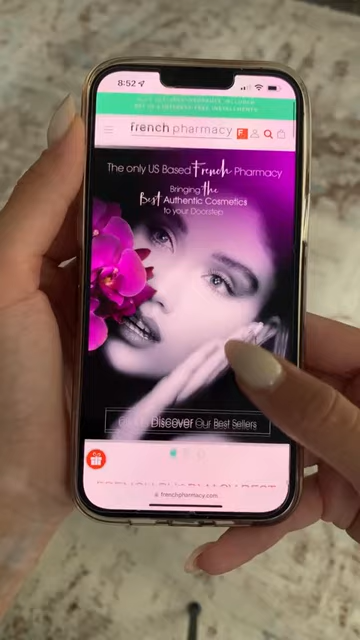 8:52
french pharmacy
The only US Based French Pharmacy
Bringing the
Best Authentic Cosmetics
to your Doorstep
Discover Our Best Sellers
frenchpharmacy.com